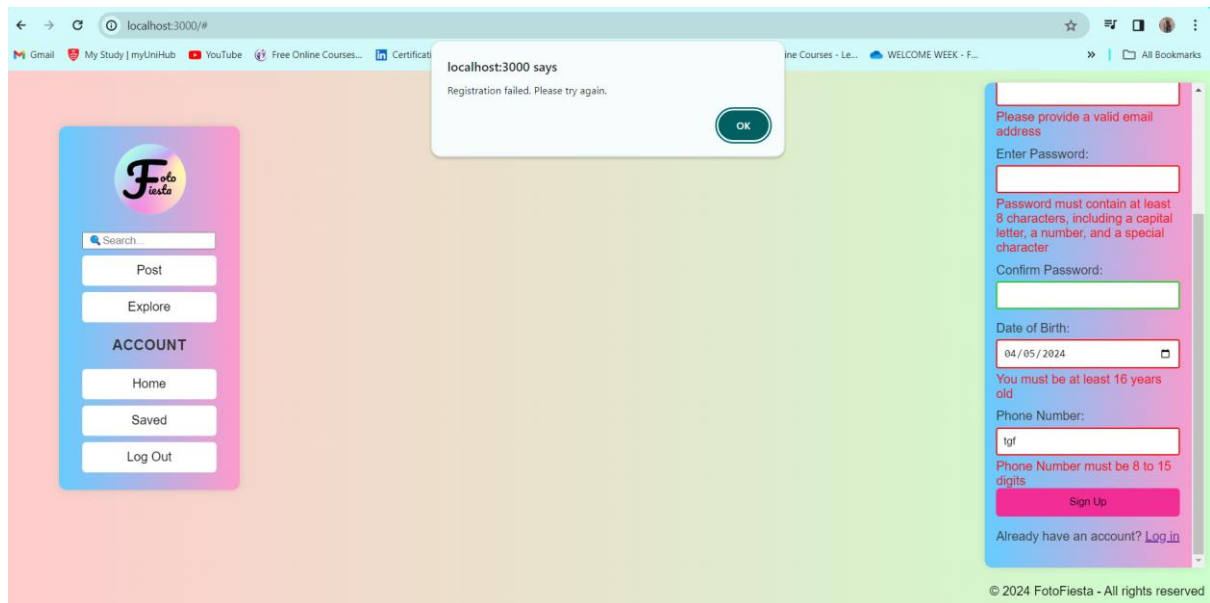 localhost:3000/#
Gmail
My Study | myUniHub
YouTube
Free Online Courses...
Certificati
ine Courses - Le...
WELCOME WEEK - F...
»
All Bookmarks
localhost:3000 says
Registration failed. Please try again.
OK
Foto
Fiesta
Search...
Post
Explore
ACCOUNT
Home
Saved
Log Out
Please provide a valid email
address
Enter Password:
Password must contain at least
8 characters, including a capital
letter, a number, and a special
character
Confirm Password:
Date of Birth:
04/05/2024
You must be at least 16 years
old
Phone Number:
tgf
Phone Number must be 8 to 15
digits
Sign Up
Already have an account? Log in
© 2024 FotoFiesta - All rights reserved